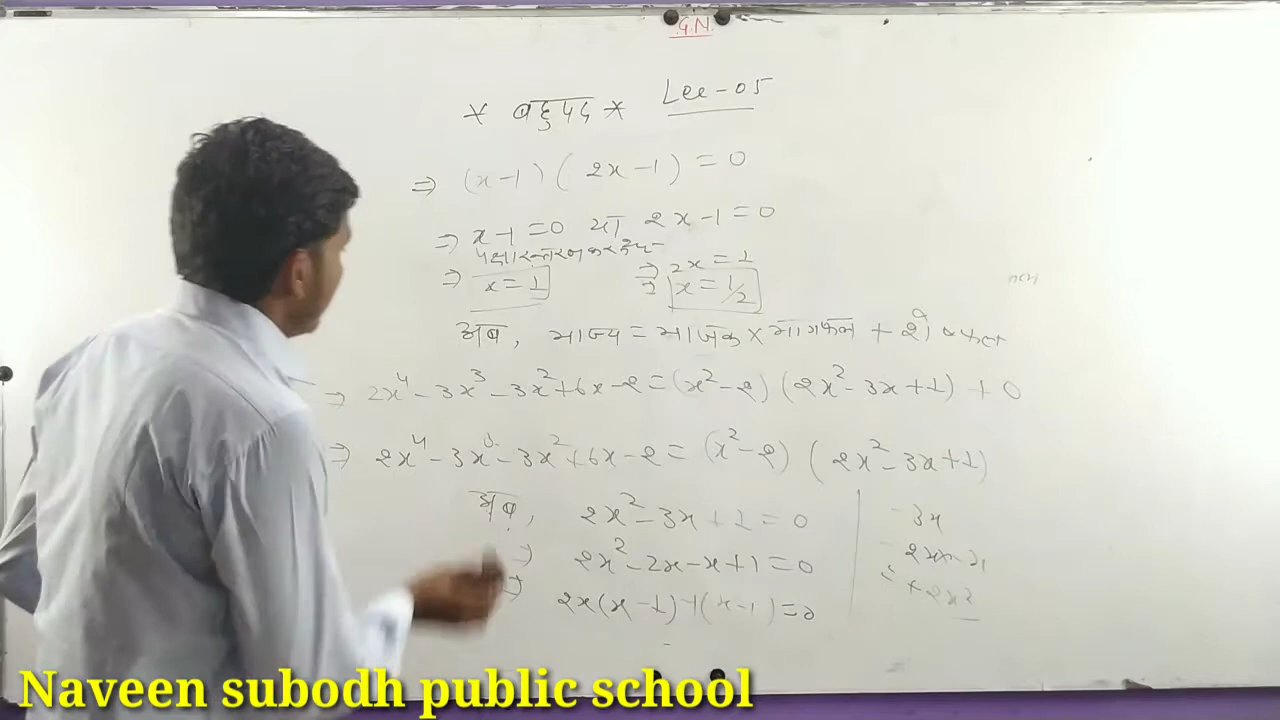 G.N.
* बहुपद * Lec-05
⇒ (x-1) (2x-1) = 0
⇒ x-1 = 0 या 2x-1 = 0
पक्षान्तरण करने पर
⇒ 2x = 1
⇒ x = 1 ⇒ x = 1/2
अब, भाज्य = भाजक × भागफल + शेषफल
⇒ 2x⁴ - 3x³ - 3x² + 6x - 2 = (x² - 2) (2x² - 3x + 1) + 0
⇒ 2x⁴ - 3x³ - 3x² + 6x - 2 = (x² - 2) (2x² - 3x + 1)
अब, 2x² - 3x + 1 = 0 3x
⇒ 2x² - 2x - x + 1 = 0
⇒ 2x(x-1) -1(x-1) = 0 2x²
Naveen subodh public school